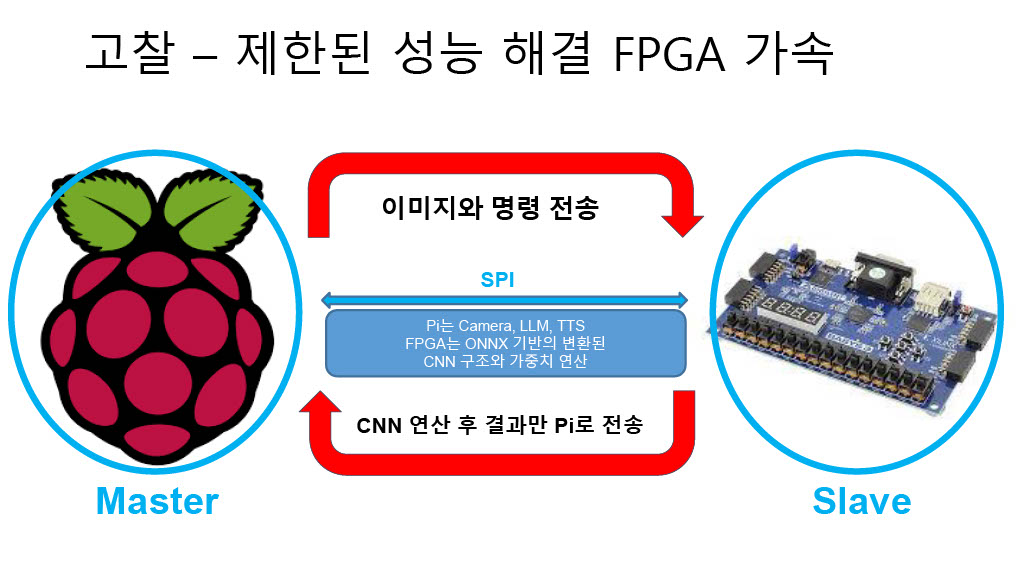 고찰 – 제한된 성능 해결 FPGA 가속
이미지와 명령 전송
SPI
Pi는 Camera, LLM, TTS
FPGA는 ONNX 기반의 변환된
CNN 구조와 가중치 연산
CNN 연산 후 결과만 Pi로 전송
Master
Slave